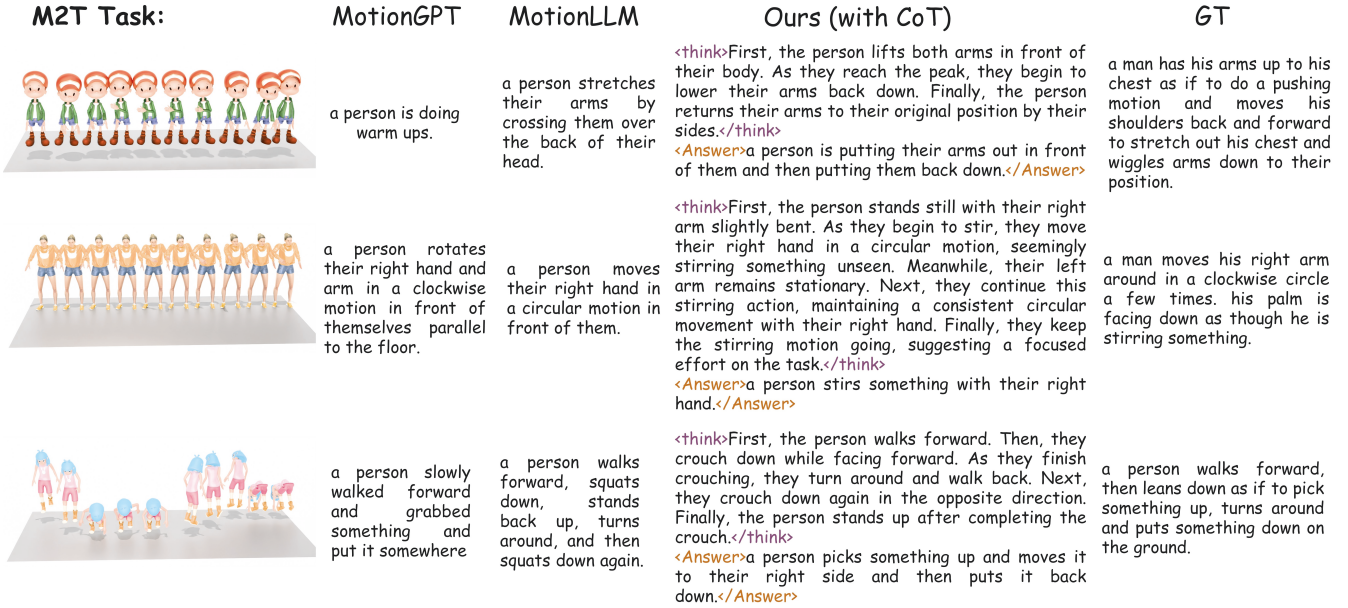 M2T Task:
MotionGPT
MotionLLM
Ours (with CoT)
GT
a person is doing
warm ups.
a person stretches
their arms by
crossing them over
the back of their
head.
<think>First, the person lifts both arms in front of
their body. As they reach the peak, they begin to
lower their arms back down. Finally, the person
returns their arms to their original position by their
sides.</think>
<Answer>a person is putting their arms out in front
of them and then putting them back down.</Answer>
a man has his arms up to his
chest as if to do a pushing
motion and moves his
shoulders back and forward
to stretch out his chest and
wiggles arms down to their
position.
a person rotates
their right hand and
arm in a clockwise
motion in front of
themselves parallel
to the floor.
a person moves
their right hand in
a circular motion in
front of them.
<think>First, the person stands still with their right
arm slightly bent. As they begin to stir, they move
their right hand in a circular motion, seemingly
stirring something unseen. Meanwhile, their left
arm remains stationary. Next, they continue this
stirring action, maintaining a consistent circular
movement with their right hand. Finally, they keep
the stirring motion going, suggesting a focused
effort on the task.</think>
<Answer>a person stirs something with their right
hand.</Answer>
a man moves his right arm
around in a clockwise circle
a few times. his palm is
facing down as though he is
stirring something.
a person slowly
walked forward
and grabbed
something and
put it somewhere
a person walks
forward, squats
down, stands
back up, turns
around, and then
squats down again.
<think>First, the person walks forward. Then, they
crouch down while facing forward. As they finish
crouching, they turn around and walk back. Next,
they crouch down again in the opposite direction.
Finally, the person stands up after completing the
crouch.</think>
<Answer>a person picks something up and moves it
to their right side and then puts it back
down.</Answer>
a person walks forward,
then leans down as if to pick
something up, turns around
and puts something down on
the ground.